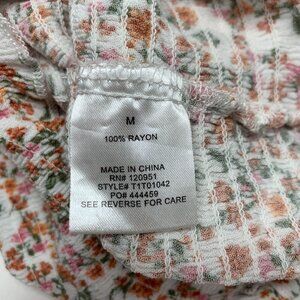 M
100% RAYON
MADE IN CHINA
RN# 120951
STYLE# T1T01042
PO# 444459
SEE REVERSE FOR CARE